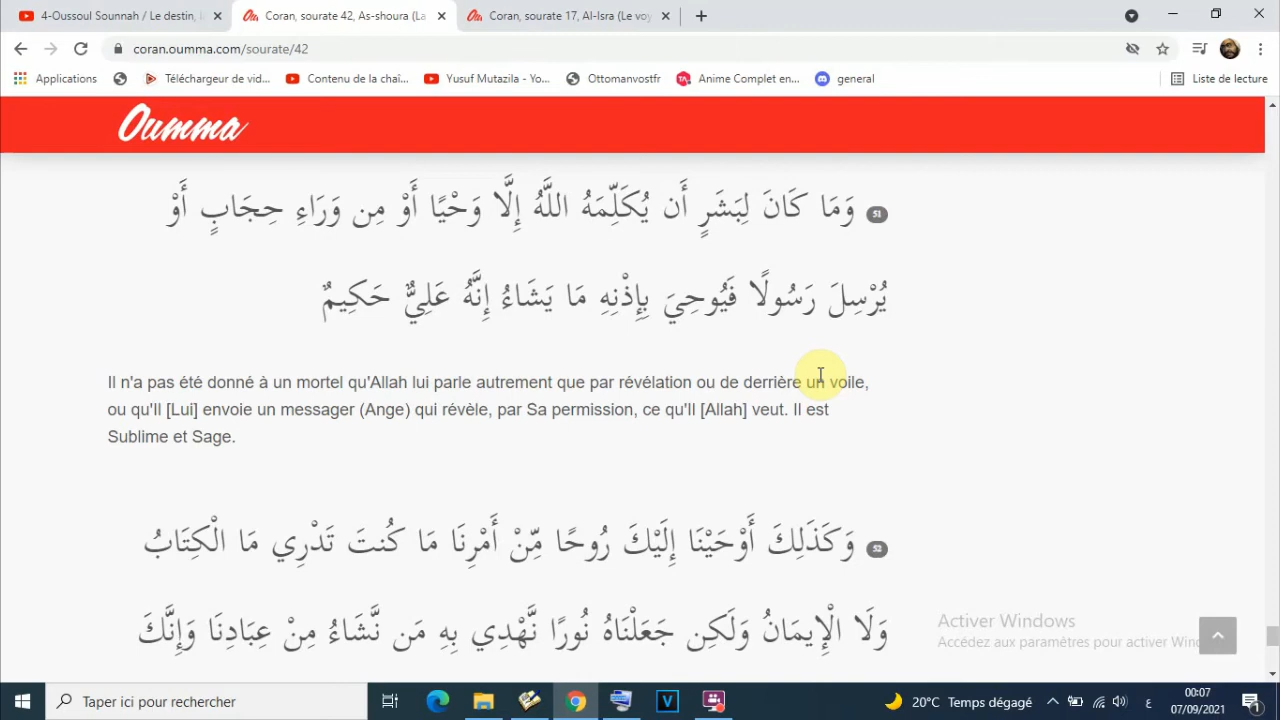 4-Oussoul Sounnah / Le destin, l
Coran, sourate 42, As-shoura (La
Coran, sourate 17, Al-Isra (Le voy
coran.oumma.com/sourate/42
Applications
Téléchargeur de vid...
Contenu de la chaî...
Yusuf Mutazila - Yo...
Ottomanvostfr
Anime Complet en...
general
Liste de lecture
Oumma
51 وَمَا كَانَ لِبَشَرٍ أَن يُكَلِّمَهُ اللَّهُ إِلَّا وَحْيًا أَوْ مِن وَرَاءِ حِجَابٍ أَوْ
يُرْسِلَ رَسُولًا فَيُوحِيَ بِإِذْنِهِ مَا يَشَاءُ إِنَّهُ عَلِيٌّ حَكِيمٌ
Il n'a pas été donné à un mortel qu'Allah lui parle autrement que par révélation ou de derrière un voile,
ou qu'Il [Lui] envoie un messager (Ange) qui révèle, par Sa permission, ce qu'Il [Allah] veut. Il est
Sublime et Sage.
52 وَكَذَلِكَ أَوْحَيْنَا إِلَيْكَ رُوحًا مِّنْ أَمْرِنَا مَا كُنتَ تَدْرِي مَا الْكِتَابُ
وَلَا الْإِيمَانُ وَلَكِن جَعَلْنَاهُ نُورًا نَّهْدِي بِهِ مَن نَّشَاءُ مِنْ عِبَادِنَا وَإِنَّكَ
Activer Windows
Accédez aux paramètres pour activer Win
Taper ici pour rechercher
20°C Temps dégagé
ع
00:07
07/09/2021
1